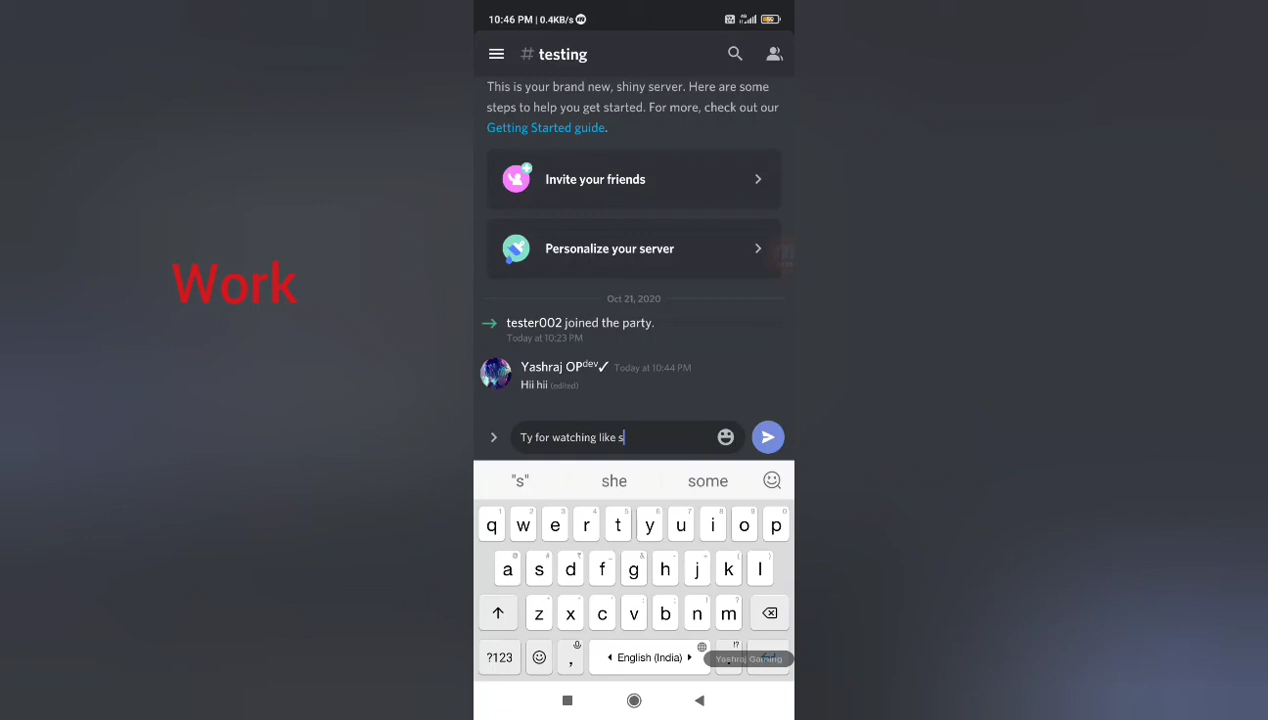 10:46 PM | 0.4KB/s
# testing
This is your brand new, shiny server. Here are some
steps to help you get started. For more, check out our
Getting Started guide.
Invite your friends
Work
Personalize your server
Oct 21, 2020
tester002 joined the party.
Today at 10:23 PM
Yashraj OPdev✓ Today at 10:44 PM
Hii hii (edited)
Ty for watching like s
"s" she some
q w e r t y u i o p
a s d f g h j k l
z x c v b n m
?123 , English (India) .
Yashraj Gaming